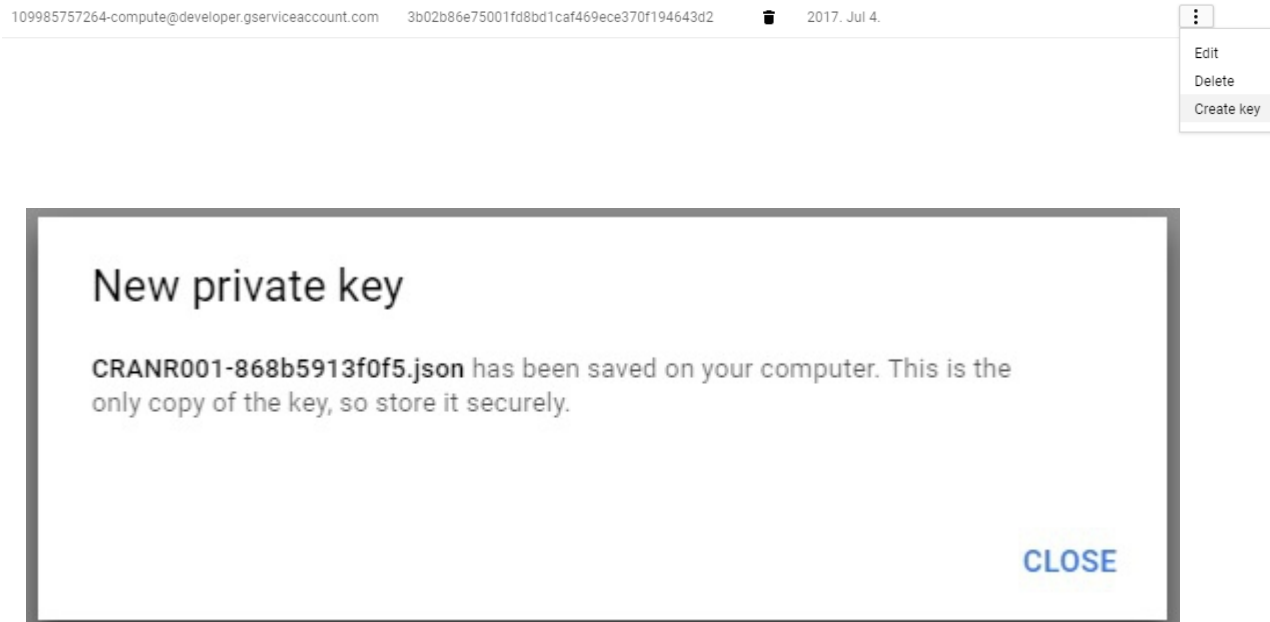 109985757264-compute@developer.gserviceaccount.com 3b02b86e75001fd8bd1caf469ece370f194643d2 2017. Jul 4.
Edit
Delete
Create key
New private key
CRANR001-868b5913f0f5.json has been saved on your computer. This is the
only copy of the key, so store it securely.
CLOSE